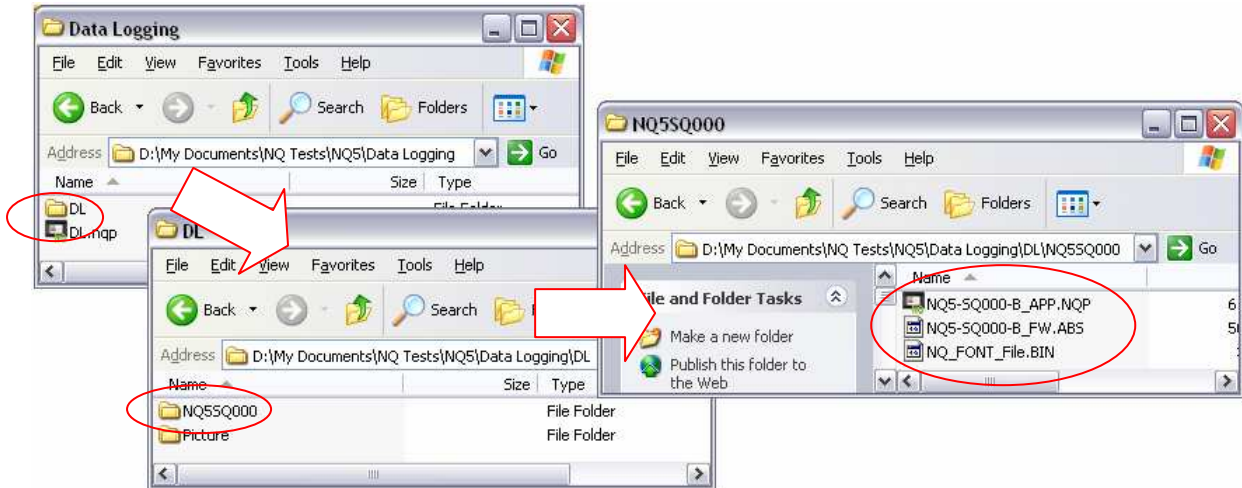 Data Logging
File Edit View Favorites Tools Help
Back Search Folders
Address D:\My Documents\NQ Tests\NQ5\Data Logging Go
Name Size Type
DL File Folder
DL.nqp
DL
File Edit View Favorites Tools Help
Back Search
Address D:\My Documents\NQ Tests\NQ5\Data Logging\DL
Name Size Type
NQ5SQ000 File Folder
Picture File Folder
NQ5SQ000
File Edit View Favorites Tools Help
Back Search Folders
Address D:\My Documents\NQ Tests\NQ5\Data Logging\DL\NQ5SQ000 Go
File and Folder Tasks
Make a new folder
Publish this folder to
the Web
Name
NQ5-SQ000-B_APP.NQP 6
NQ5-SQ000-B_FW.ABS
NQ_FONT_File.BIN